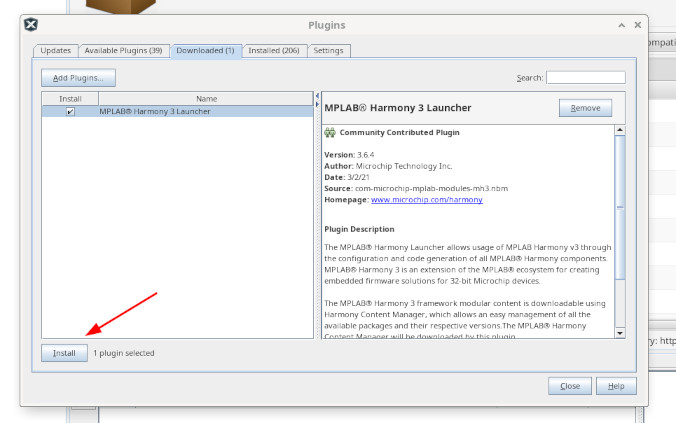 Plugins
Updates
Available Plugins (39)
Downloaded (1)
Installed (206)
Settings
Add Plugins...
Search:
Install
Name
MPLAB® Harmony 3 Launcher
MPLAB® Harmony 3 Launcher
Remove
Community Contributed Plugin
Version: 3.6.4
Author: Microchip Technology Inc.
Date: 3/2/21
Source: com-microchip-mplab-modules-mh3.nbm
Homepage: www.microchip.com/harmony
Plugin Description
The MPLAB® Harmony Launcher allows usage of MPLAB Harmony v3 through
the configuration and code generation of all MPLAB® Harmony components.
MPLAB® Harmony 3 is an extension of the MPLAB® ecosystem for creating
embedded firmware solutions for 32-bit Microchip devices.
The MPLAB® Harmony 3 framework modular content is downloadable using
Harmony Content Manager, which allows an easy management of all the
available packages and their respective versions.The MPLAB® Harmony
Content Manager will be downloaded by this plugin
Install
1 plugin selected
Close
Help
ompati
ry: http